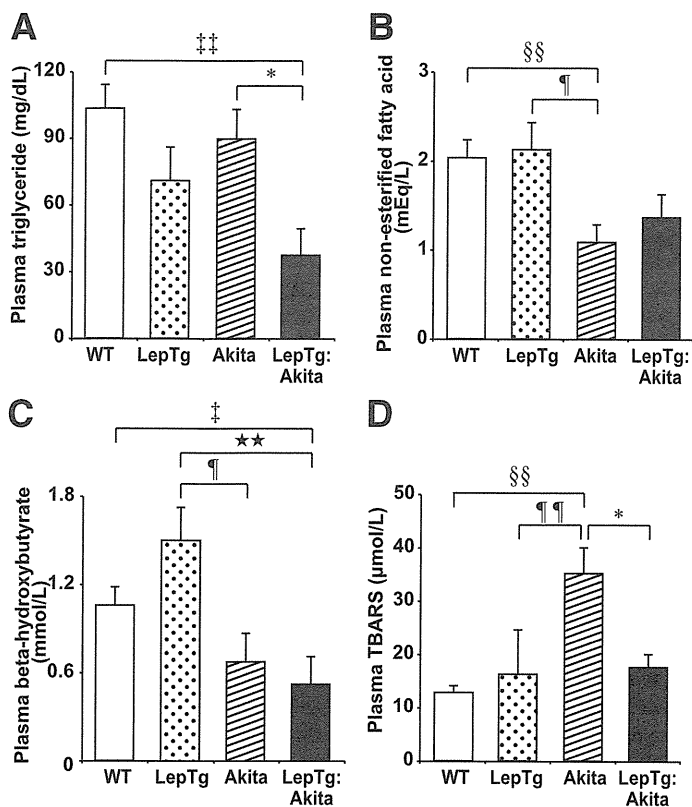 A
Plasma triglyceride (mg/dL)
120
90
60
30
0
‡‡
*
WT
LepTg
Akita
LepTg:
Akita
B
Plasma non-esterified fatty acid
(mEq/L)
3
2
1
0
§§
¶
WT
LepTg
Akita
LepTg:
Akita
C
Plasma beta-hydroxybutyrate
(mmol/L)
1.8
1.2
0.6
0
‡
★★
¶
WT
LepTg
Akita
LepTg:
Akita
D
Plasma TBARS (µmol/L)
50
40
30
20
10
0
§§
¶ ¶
*
WT
LepTg
Akita
LepTg:
Akita